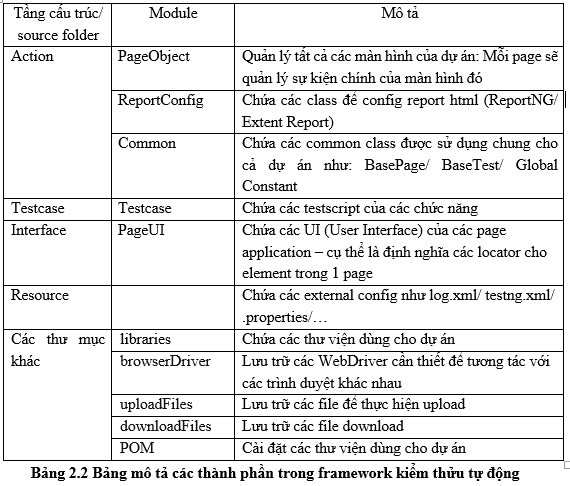 Tầng cấu trúc/ Module Mô tả
source folder
Action PageObject Quản lý tất cả các màn hình của dự án: Mỗi page sẽ
quản lý sự kiện chính của màn hình đó
ReportConfig Chứa các class để config report html (ReportNG/
Extent Report)
Common Chứa các common class được sử dụng chung cho
cả dự án như: BasePage/ BaseTest/ Global
Constant
Testcase Testcase Chứa các testscript của các chức năng
Interface PageUI Chứa các UI (User Interface) của các page
application – cụ thể là định nghĩa các locator cho
element trong 1 page
Resource Chứa các external config như log.xml/ testng.xml/
.properties/…
Các thư mục libraries Chứa các thư viện dùng cho dự án
khác browserDriver Lưu trữ các WebDriver cần thiết để tương tác với
các trình duyệt khác nhau
uploadFiles Lưu trữ các file để thực hiện upload
downloadFiles Lưu trữ các file download
POM Cài đặt các thư viện dùng cho dự án
Bảng 2.2 Bảng mô tả các thành phần trong framework kiểm thửu tự động